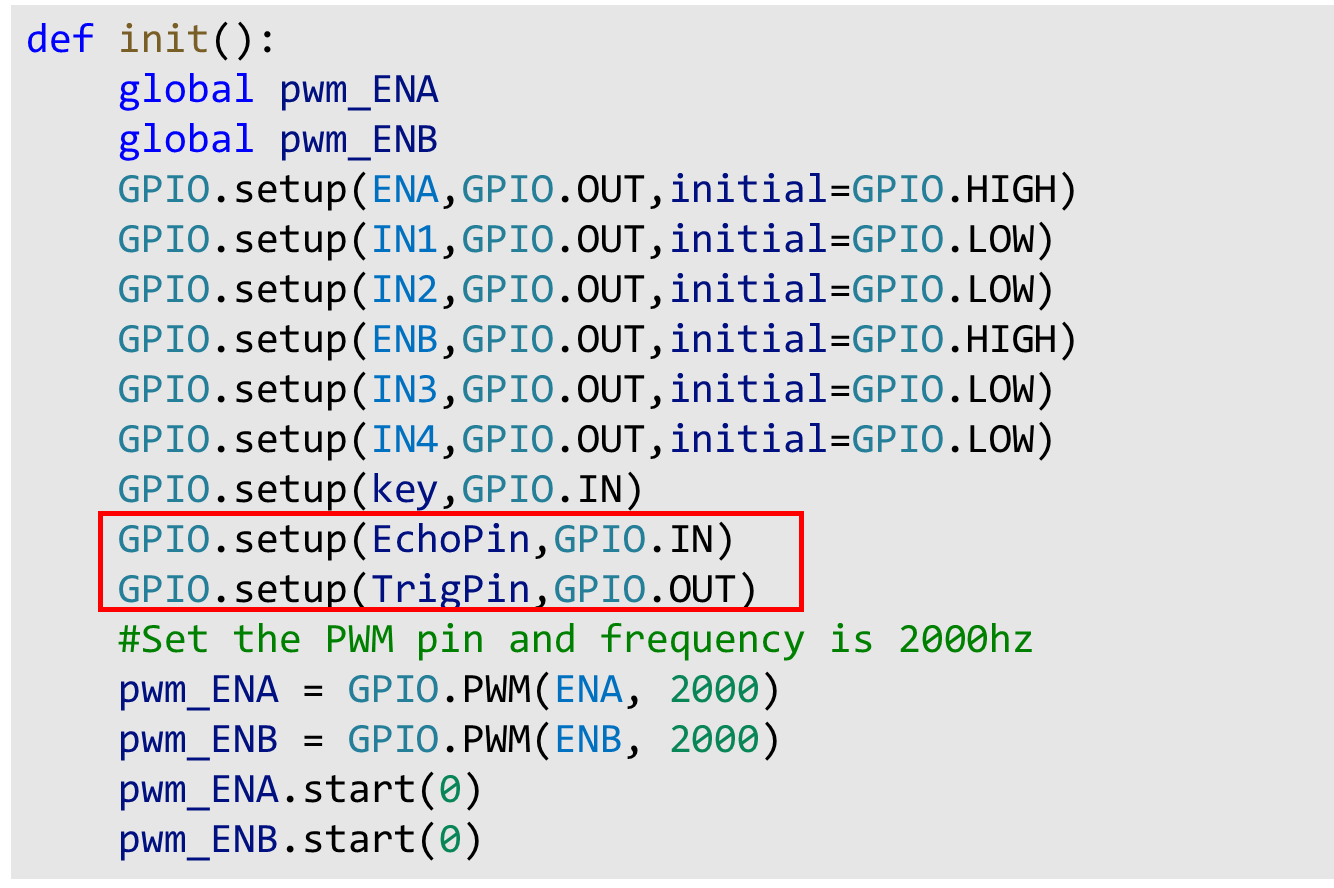 def init():
    global pwm_ENA
    global pwm_ENB
    GPIO.setup(ENA,GPIO.OUT,initial=GPIO.HIGH)
    GPIO.setup(IN1,GPIO.OUT,initial=GPIO.LOW)
    GPIO.setup(IN2,GPIO.OUT,initial=GPIO.LOW)
    GPIO.setup(ENB,GPIO.OUT,initial=GPIO.HIGH)
    GPIO.setup(IN3,GPIO.OUT,initial=GPIO.LOW)
    GPIO.setup(IN4,GPIO.OUT,initial=GPIO.LOW)
    GPIO.setup(key,GPIO.IN)
    GPIO.setup(EchoPin,GPIO.IN)
    GPIO.setup(TrigPin,GPIO.OUT)
    #Set the PWM pin and frequency is 2000hz
    pwm_ENA = GPIO.PWM(ENA, 2000)
    pwm_ENB = GPIO.PWM(ENB, 2000)
    pwm_ENA.start(0)
    pwm_ENB.start(0)